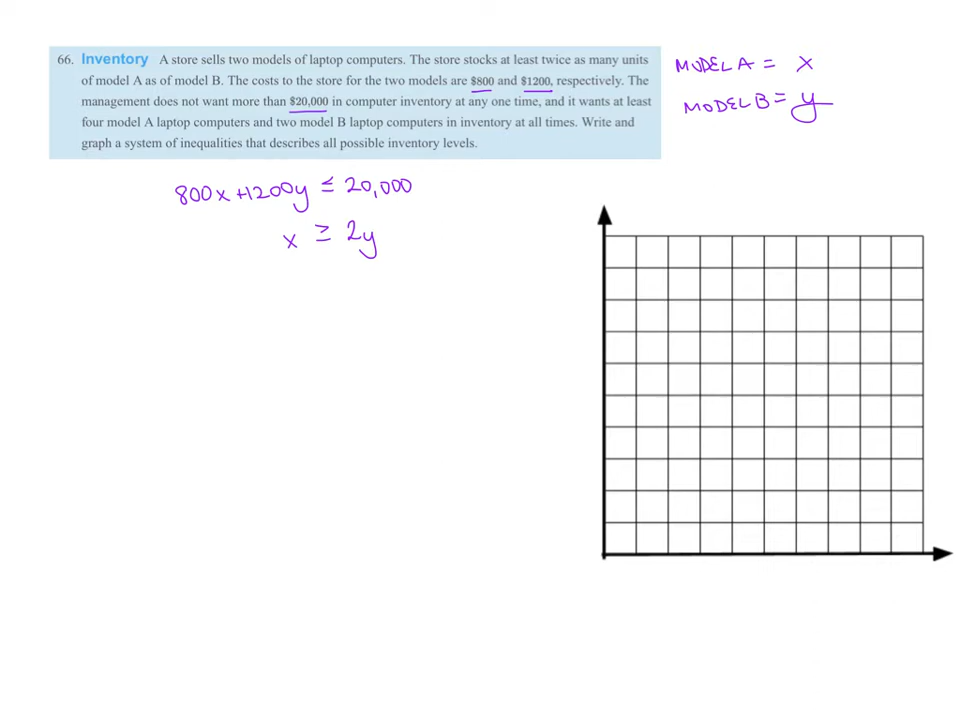 66. Inventory A store sells two models of laptop computers. The store stocks at least twice as many units
of model A as of model B. The costs to the store for the two models are $800 and $1200, respectively. The
management does not want more than $20,000 in computer inventory at any one time, and it wants at least
four model A laptop computers and two model B laptop computers in inventory at all times. Write and
graph a system of inequalities that describes all possible inventory levels.
MODEL A = x
MODEL B = y
800x +1200y ≤ 20,000
x ≥ 2y